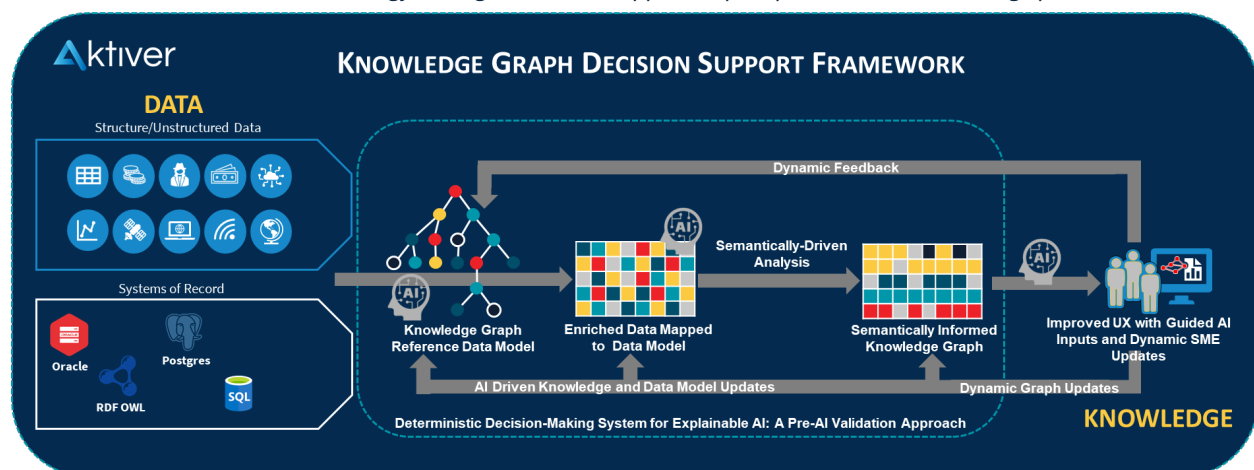 Aktiver
KNOWLEDGE GRAPH DECISION SUPPORT FRAMEWORK
DATA
Structure/Unstructured Data
Systems of Record
Oracle
Postgres
RDF OWL
SQL
Dynamic Feedback
AI
AI
AI
Semantically-Driven
Analysis
Knowledge Graph
Reference Data Model
Enriched Data Mapped
to Data Model
Semantically Informed
Knowledge Graph
Improved UX with Guided AI
Inputs and Dynamic SME
Updates
AI Driven Knowledge and Data Model Updates
Dynamic Graph Updates
Deterministic Decision-Making System for Explainable AI: A Pre-AI Validation Approach
KNOWLEDGE